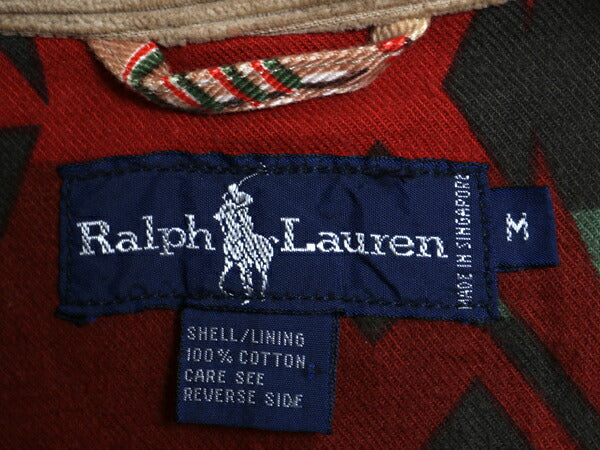 Ralph Lauren
MADE IN SINGAPORE
M
SHELL/LINING
100% COTTON
CARE SEE
REVERSE SIDE